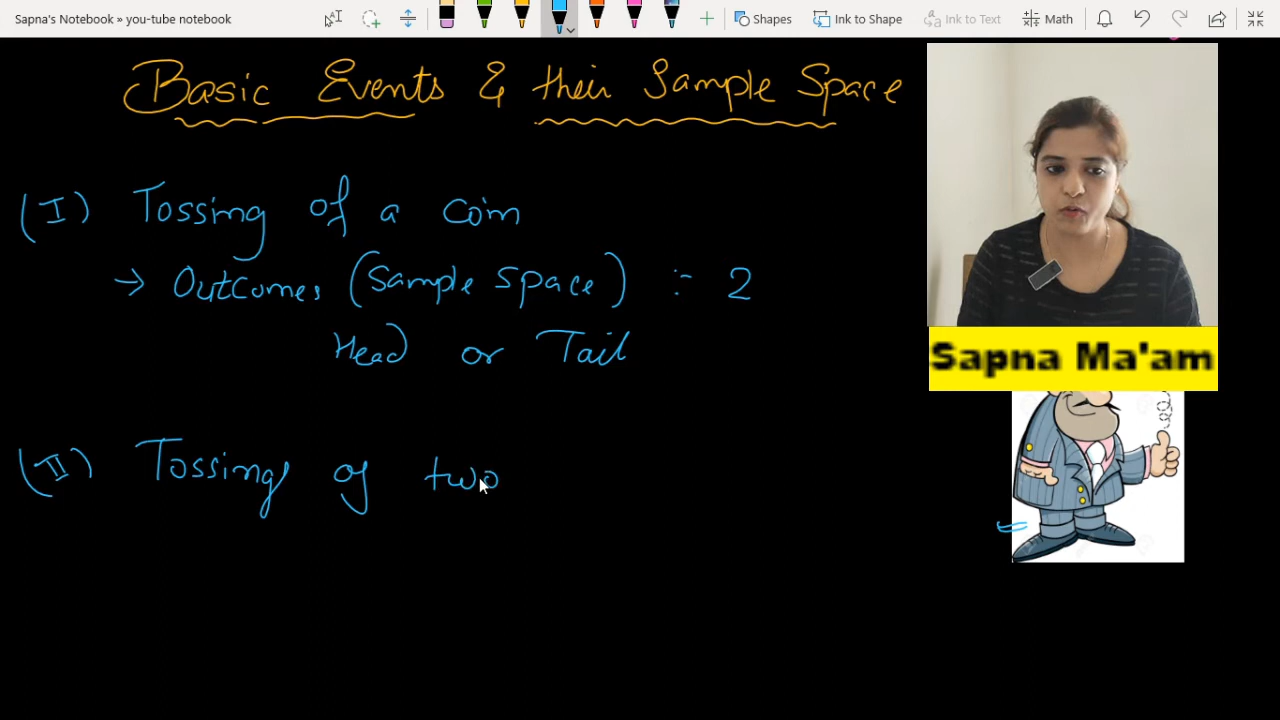 Sapna's Notebook » you-tube notebook
Shapes
Ink to Shape
Ink to Text
Math
Basic Events & their Sample Space
(I) Tossing of a Coin
→ Outcomes (Sample Space) :- 2
Head or Tail
Sapna Ma'am
(II) Tossing of two